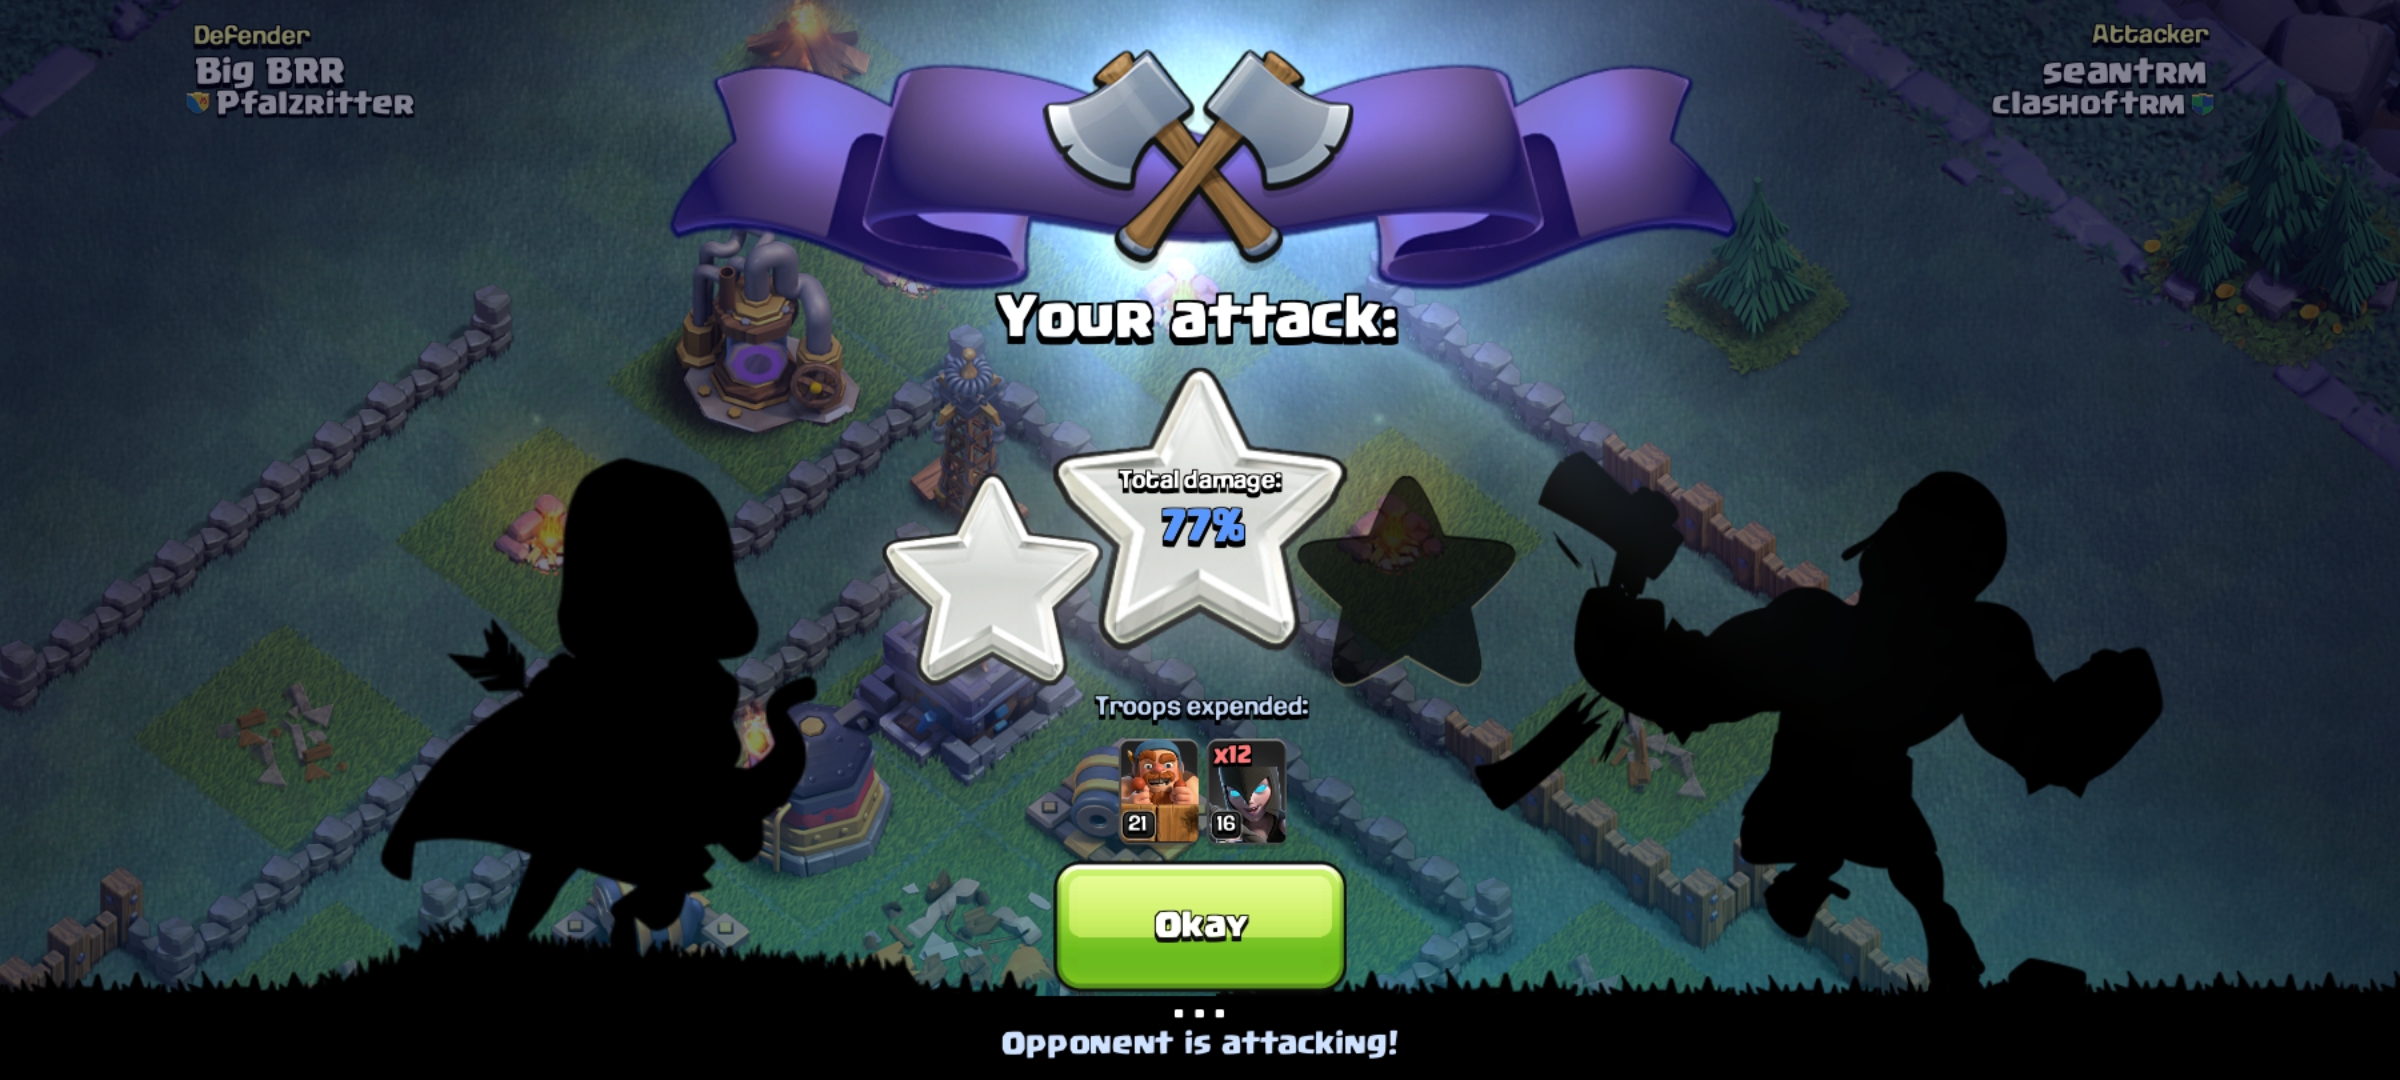 Defender
Big BRR
Pfalzritter
Attacker
seantrm
clashoftrm
Your attack:
Total damage:
77%
Troops expended:
x12
21
16
Okay
Opponent is attacking!